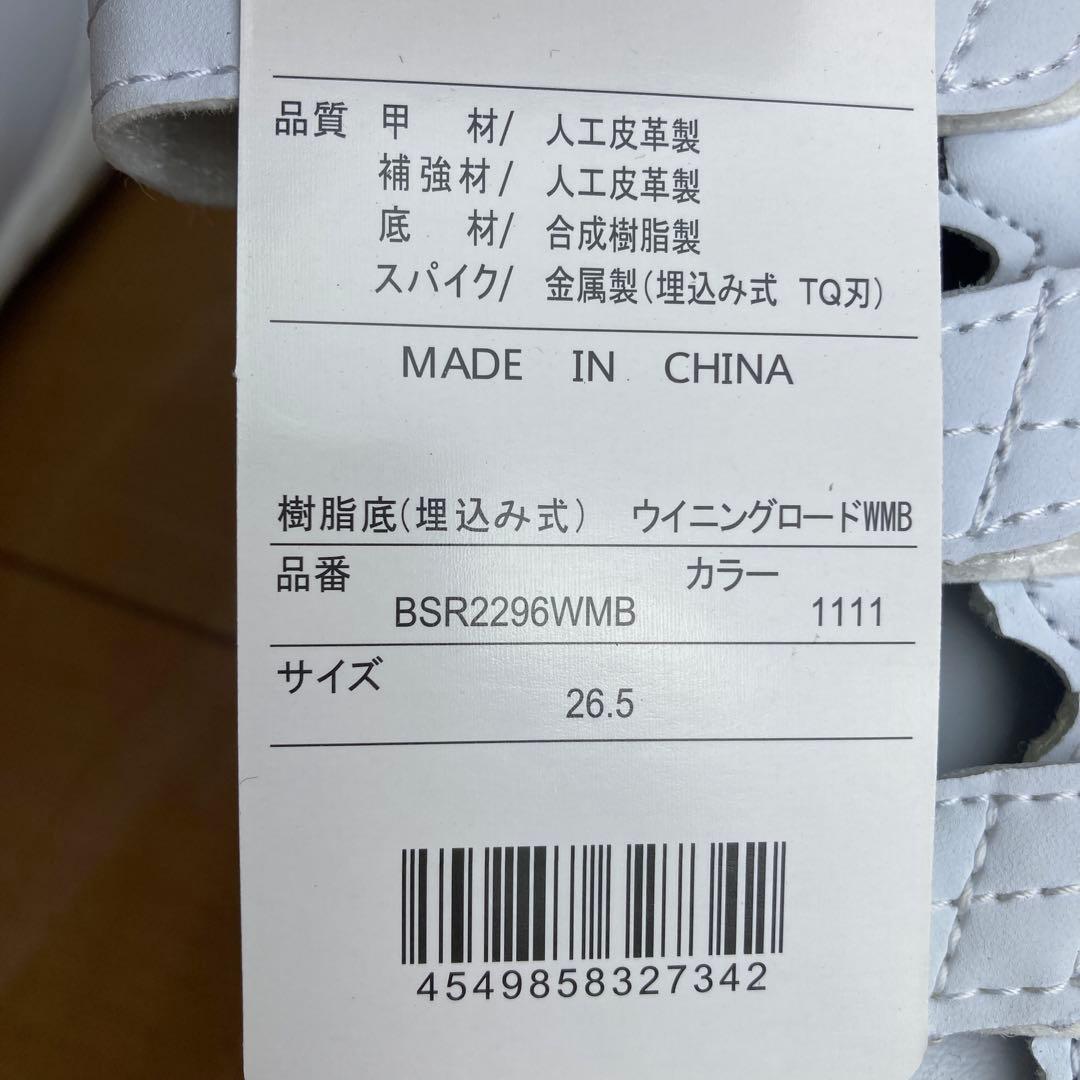 品質 甲 材/ 人工皮革製
補強材/ 人工皮革製
底 材/ 合成樹脂製
スパイク/ 金属製(埋込み式 TQ刃)
MADE IN CHINA
樹脂底(埋込み式) ウイニングロードWMB
品番 カラー
BSR2296WMB 1111
サイズ
26.5
4549858327342